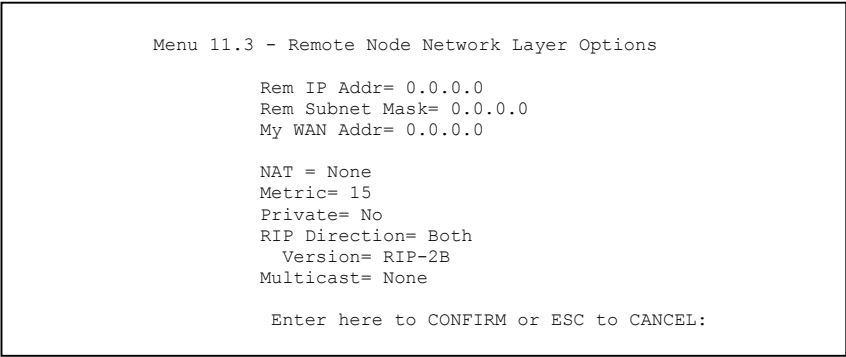 Menu 11.3 - Remote Node Network Layer Options
Rem IP Addr= 0.0.0.0
Rem Subnet Mask= 0.0.0.0
My WAN Addr= 0.0.0.0
NAT = None
Metric= 15
Private= No
RIP Direction= Both
Version= RIP-2B
Multicast= None
Enter here to CONFIRM or ESC to CANCEL: